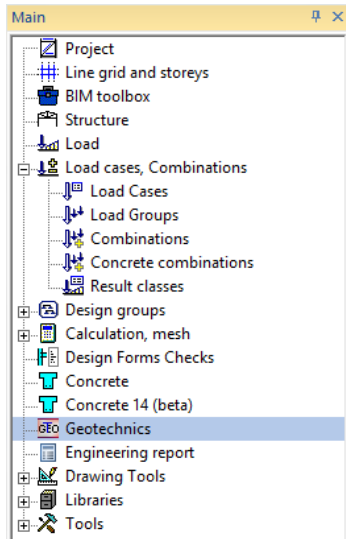 Main
Project
Line grid and storeys
BIM toolbox
Structure
Load
Load cases, Combinations
Load Cases
Load Groups
Combinations
Concrete combinations
Result classes
Design groups
Calculation, mesh
Design Forms Checks
Concrete
Concrete 14 (beta)
GEO Geotechnics
Engineering report
Drawing Tools
Libraries
Tools